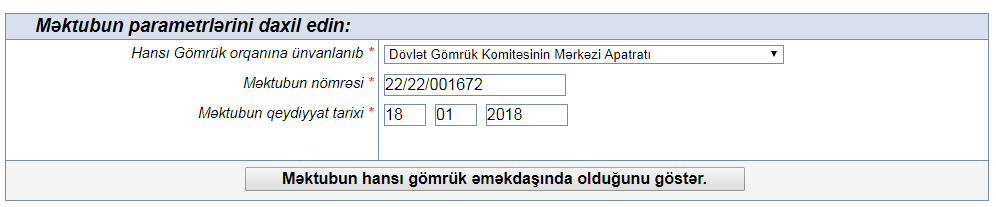 Məktubun parametrlərini daxil edin:
Hansı Gömrük orqanına ünvanlanıb * Dövlət Gömrük Komitəsinin Mərkəzi Apatratı
Məktubun nömrəsi * 22/22/001672
Məktubun qeydiyyat tarixi * 18 01 2018
Məktubun hansı gömrük əməkdaşında olduğunu göstər.